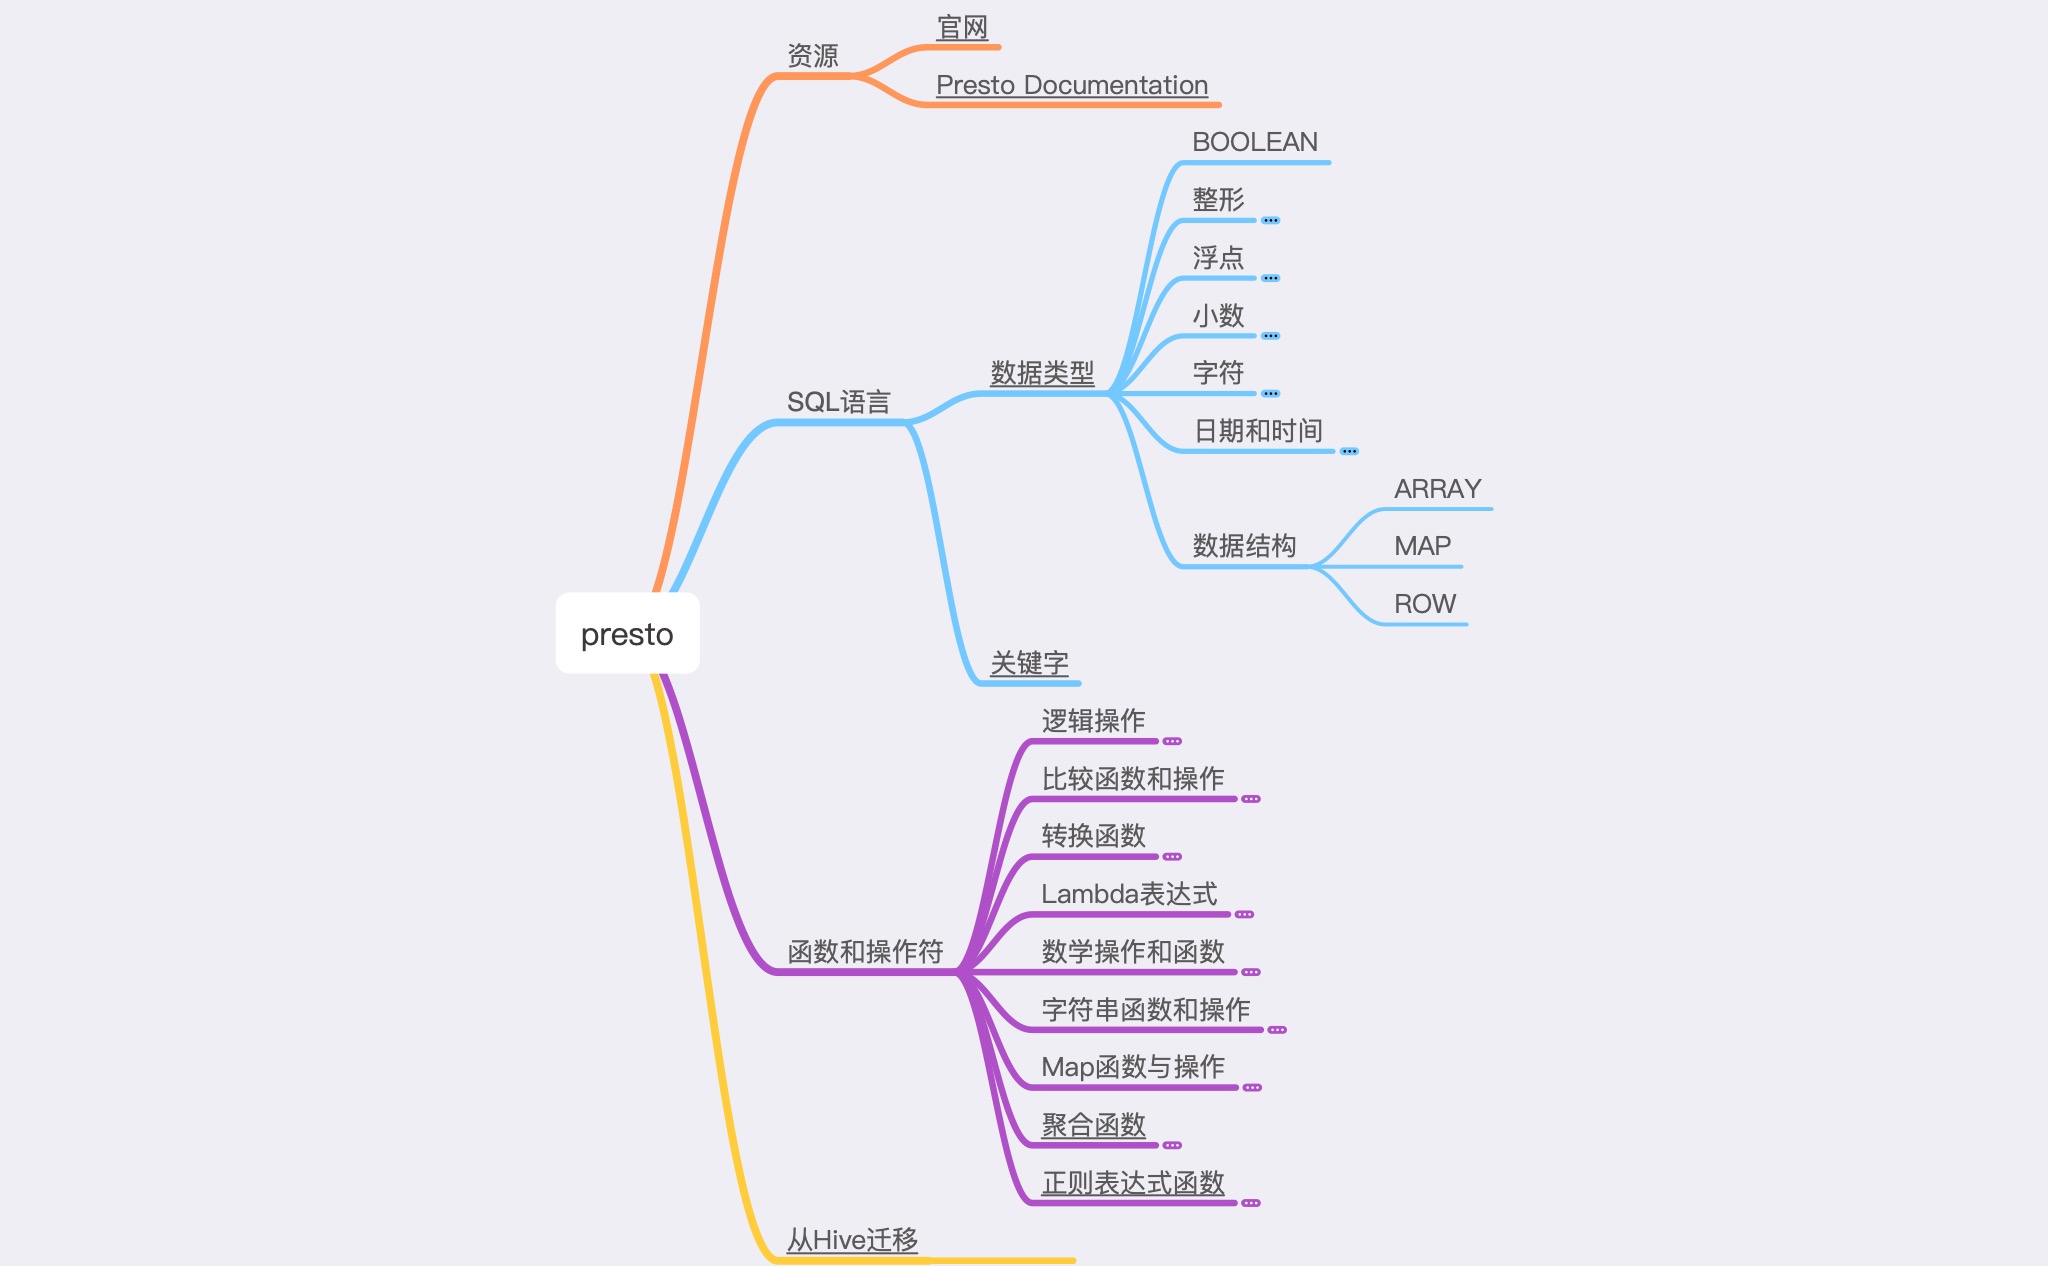 官网
资源
Presto Documentation
BOOLEAN
整形
浮点
小数
数据类型
字符
SQL语言
日期和时间
ARRAY
数据结构
MAP
ROW
presto
关键字
逻辑操作
比较函数和操作
转换函数
Lambda表达式
函数和操作符
数学操作和函数
字符串函数和操作
Map函数与操作
聚合函数
正则表达式函数
从Hive迁移